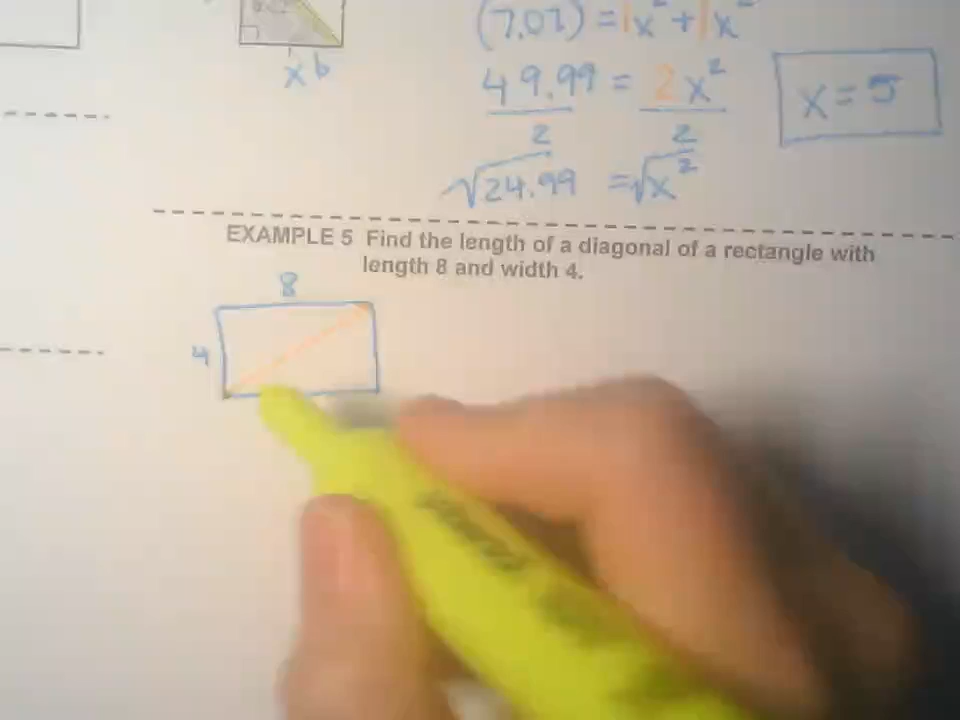 (7.07) = 1x² + 1x²
x b
49.99 = 2x²
2 2
x = 5
√24.99 = √x²
EXAMPLE 5 Find the length of a diagonal of a rectangle with
length 8 and width 4.
8
4